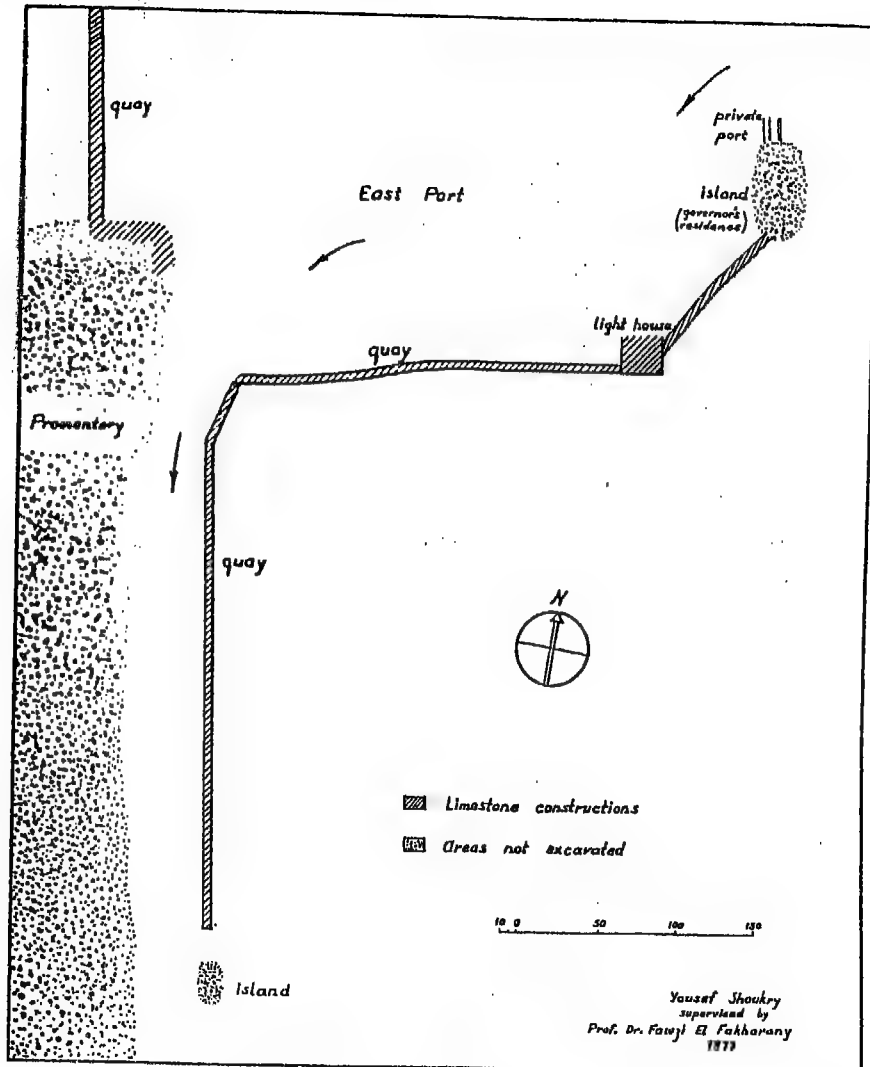 quay
private
port
East Port
island
(governor's
residence)
light house
quay
Promontery
quay
N
Limestone constructions
areas not excavated
10 0 50 100 150
island
Yousef Shoukry
supervised by
Prof. Dr. Fawzi El Fakharany